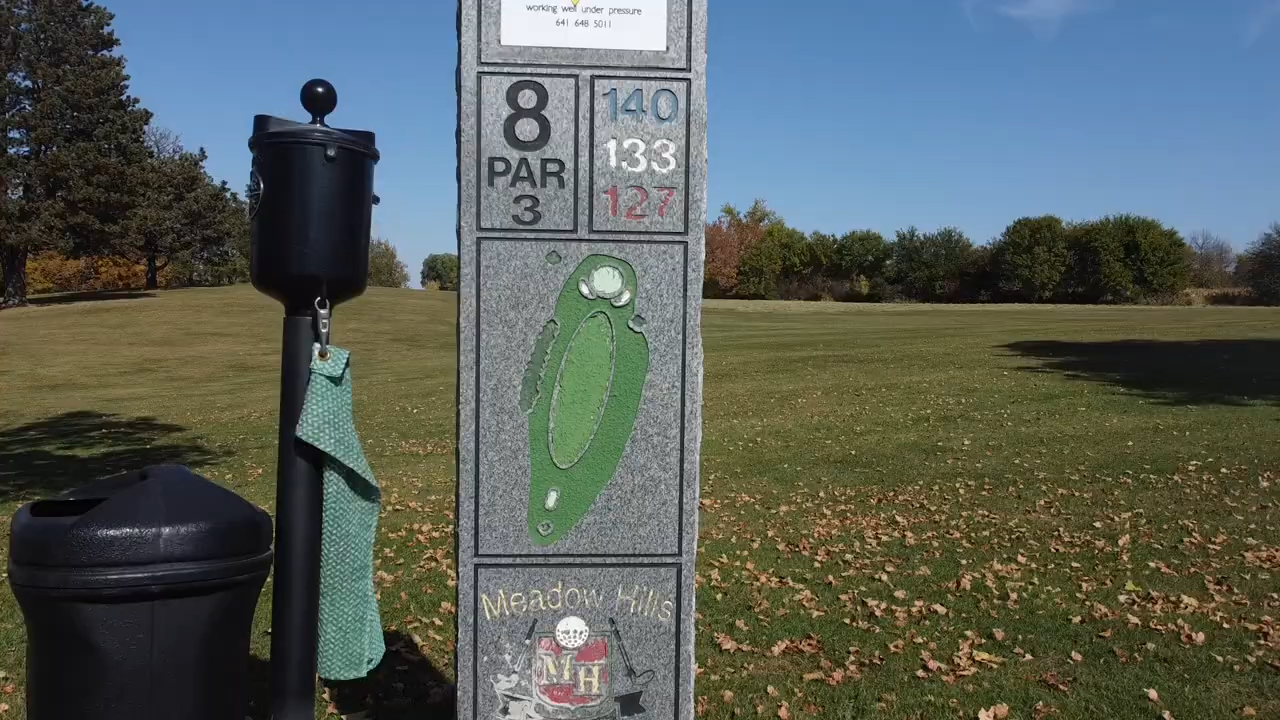 working well under pressure
641 648 5011
8
PAR
3
140
133
127
Meadow Hills
MH